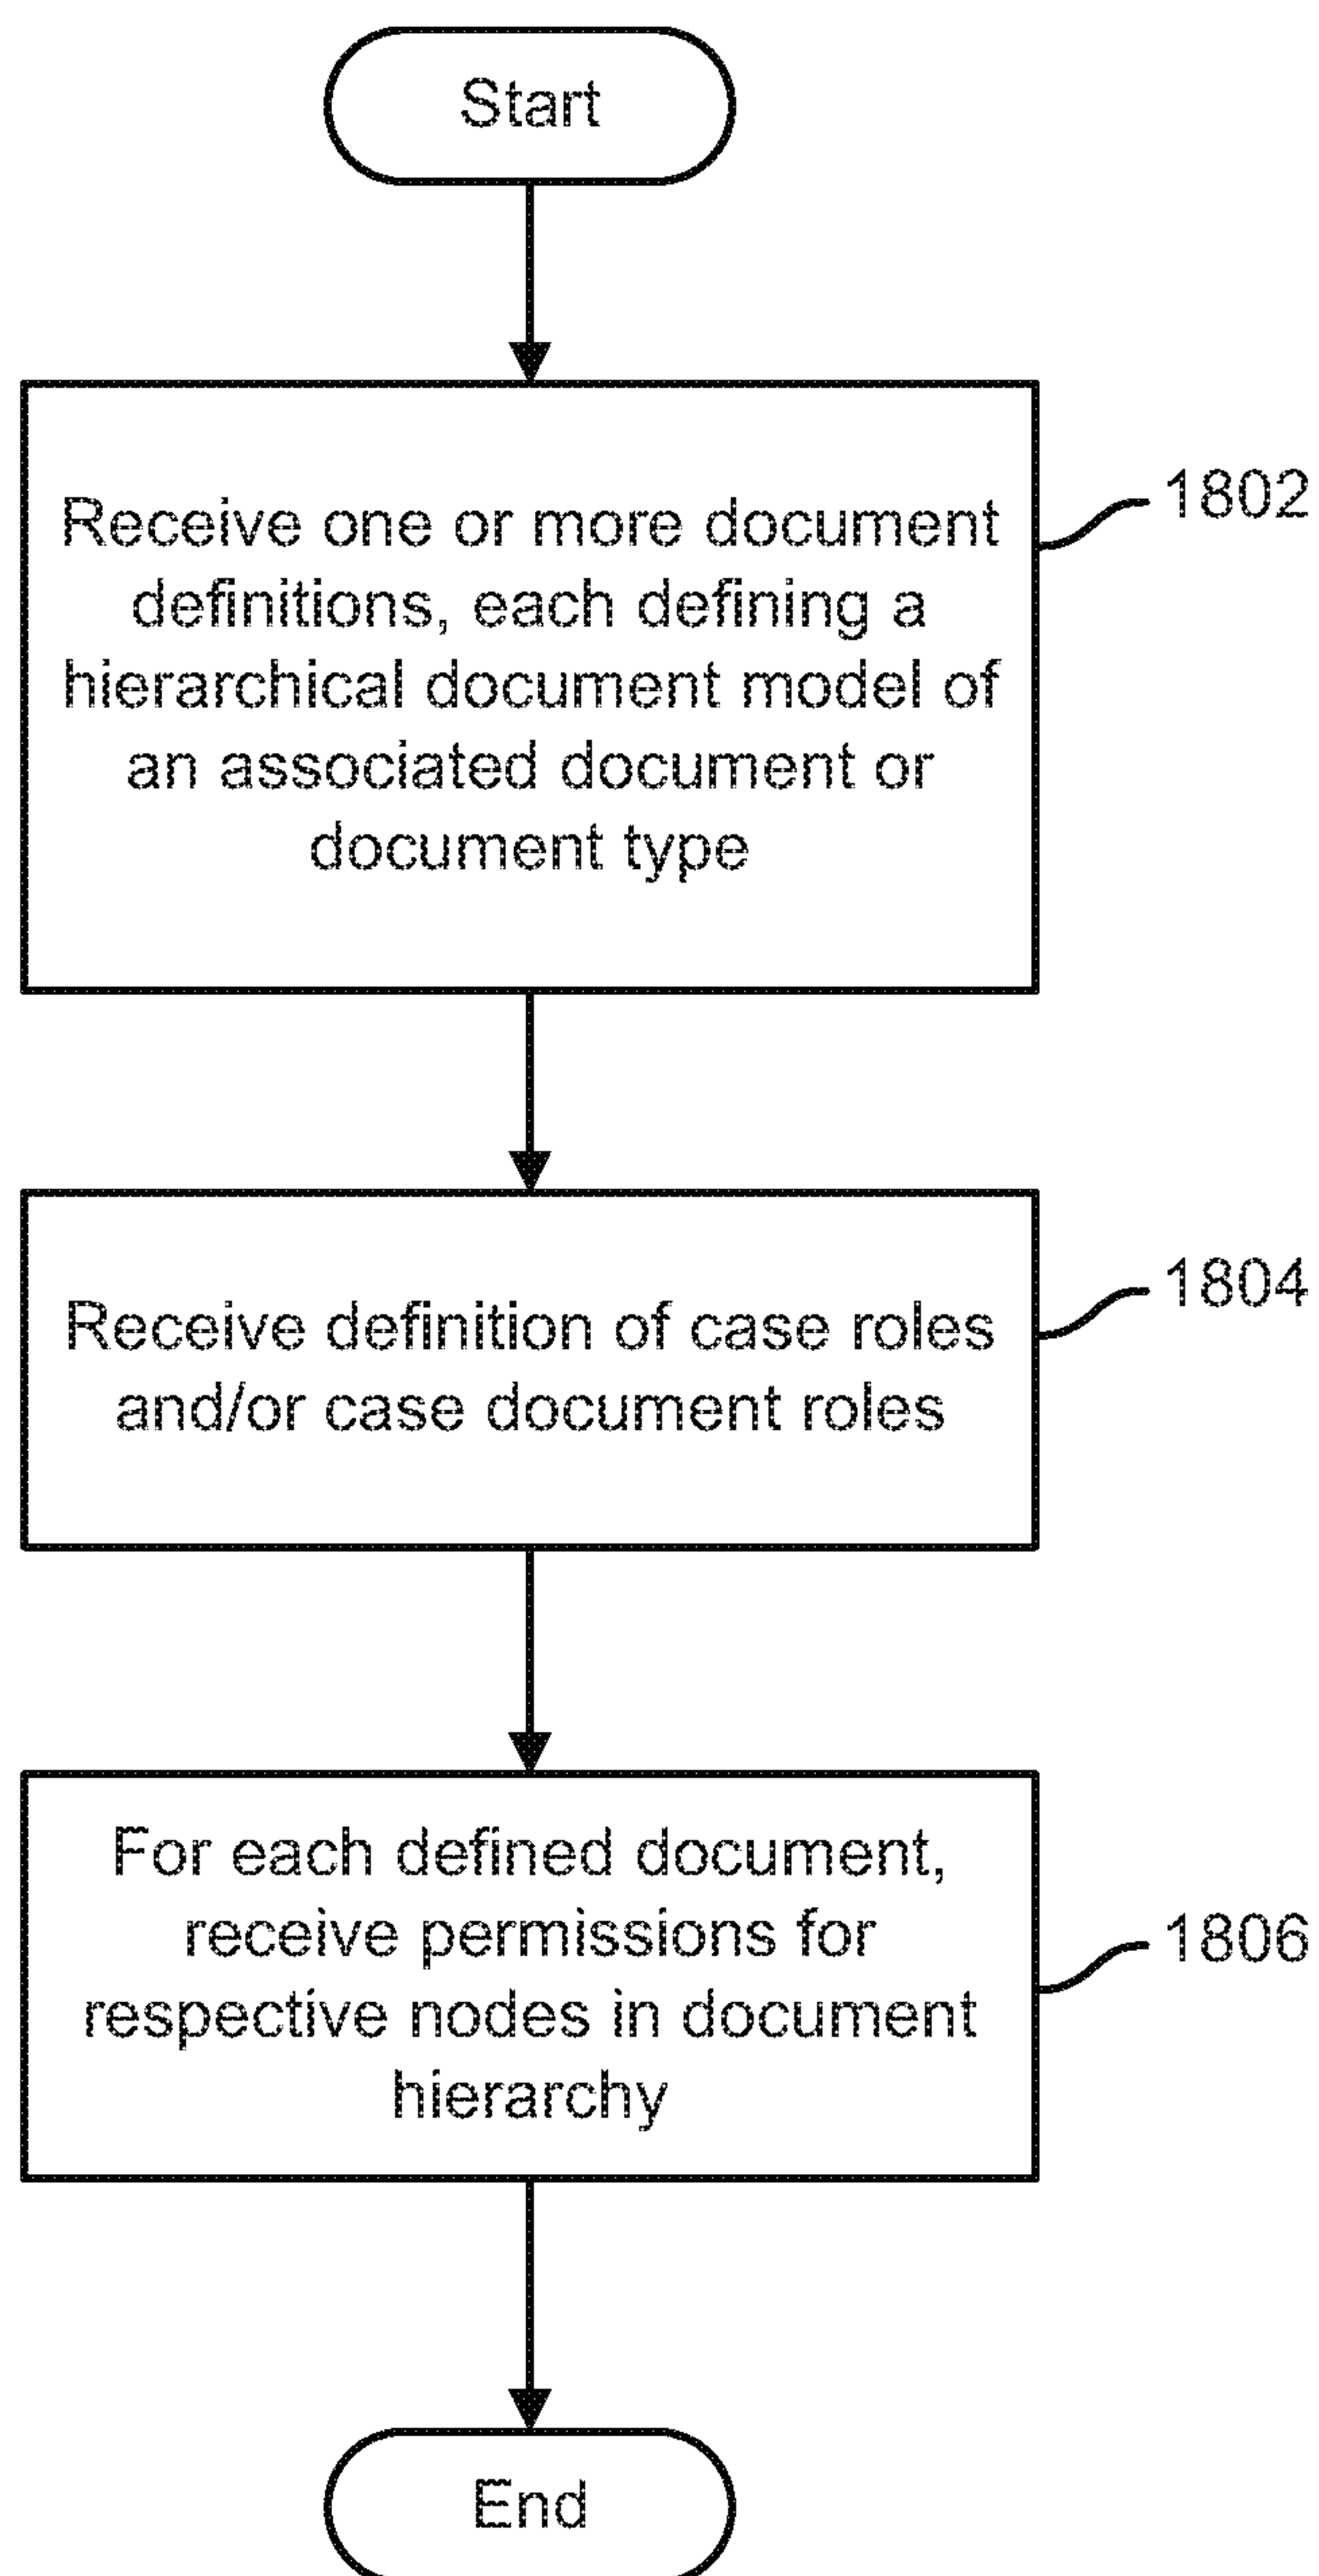 Start
Receive one or more document
definitions, each defining a
hierarchical document model of
an associated document or
document type
1802
Receive definition of case roles
and/or case document roles
1804
For each defined document,
receive permissions for
respective nodes in document
hierarchy
1806
End